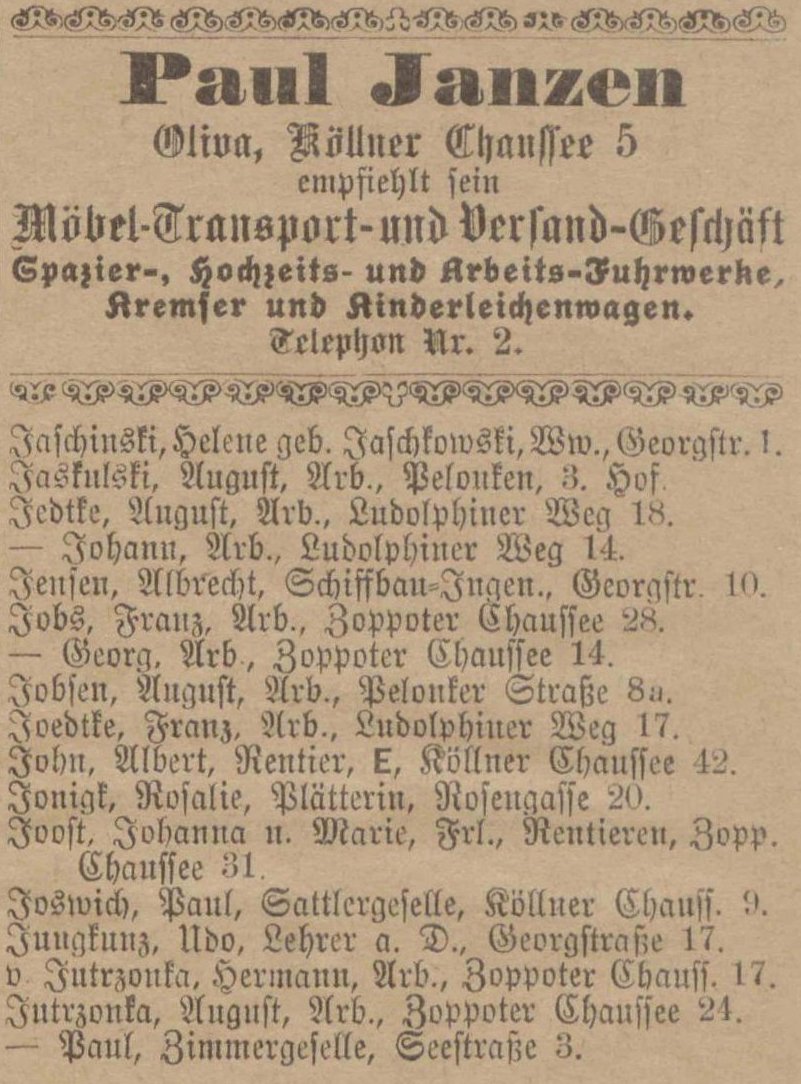 Paul Janzen
Oliva, Köllner Chaussee 5
empfiehlt sein
Möbel-Transport- und Versand-Geschäft
Spazier-, Hochzeits- und Arbeits-Fuhrwerke,
Kremser und Kinderleichenwagen.
Telephon Nr. 2.
Jaschinski, Helene geb. Jaschkowski, Ww., Georgstr. 1.
Jaskulski, August, Arb., Pelonken, 3. Hof.
Jedtke, August, Arb., Ludolphiner Weg 18.
— Johann, Arb., Ludolphiner Weg 14.
Jensen, Albrecht, Schiffbau-Ingen., Georgstr. 10.
Jobs, Franz, Arb., Zoppoter Chaussee 28.
— Georg, Arb., Zoppoter Chaussee 14.
Jobsen, August, Arb., Pelonker Straße 8a.
Joedtke, Franz, Arb., Ludolphiner Weg 17.
John, Albert, Rentier, E, Köllner Chaussee 42.
Jonigk, Rosalie, Plätterin, Rosengasse 20.
Joost, Johanna u. Marie, Frl., Rentieren, Zopp.
Chaussee 31.
Joswich, Paul, Sattlergeselle, Köllner Chauss. 9.
Jungkunz, Udo, Lehrer a. D., Georgstraße 17.
v. Jutrzonka, Hermann, Arb., Zoppoter Chauss. 17.
Jutrzonka, August, Arb., Zoppoter Chaussee 24.
— Paul, Zimmergeselle, Seestraße 3.